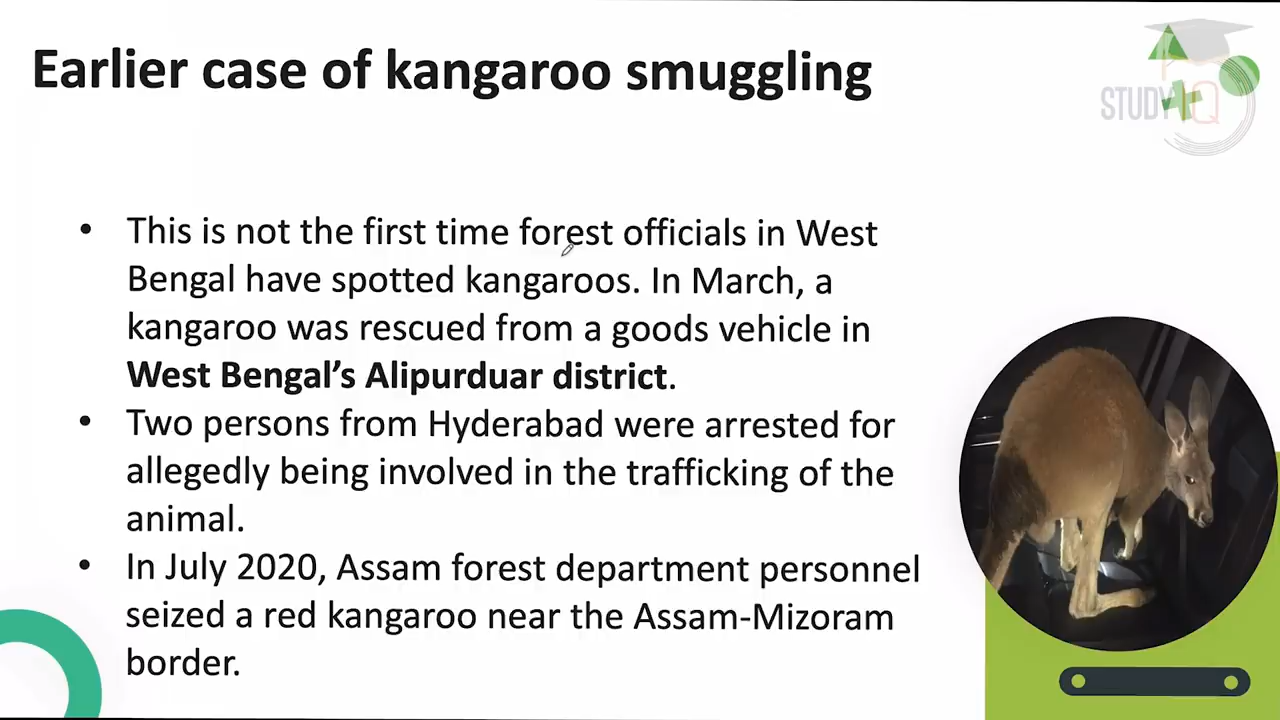 Earlier case of kangaroo smuggling
STUDY IQ
• This is not the first time forest officials in West
Bengal have spotted kangaroos. In March, a
kangaroo was rescued from a goods vehicle in
West Bengal’s Alipurduar district.
• Two persons from Hyderabad were arrested for
allegedly being involved in the trafficking of the
animal.
• In July 2020, Assam forest department personnel
seized a red kangaroo near the Assam-Mizoram
border.